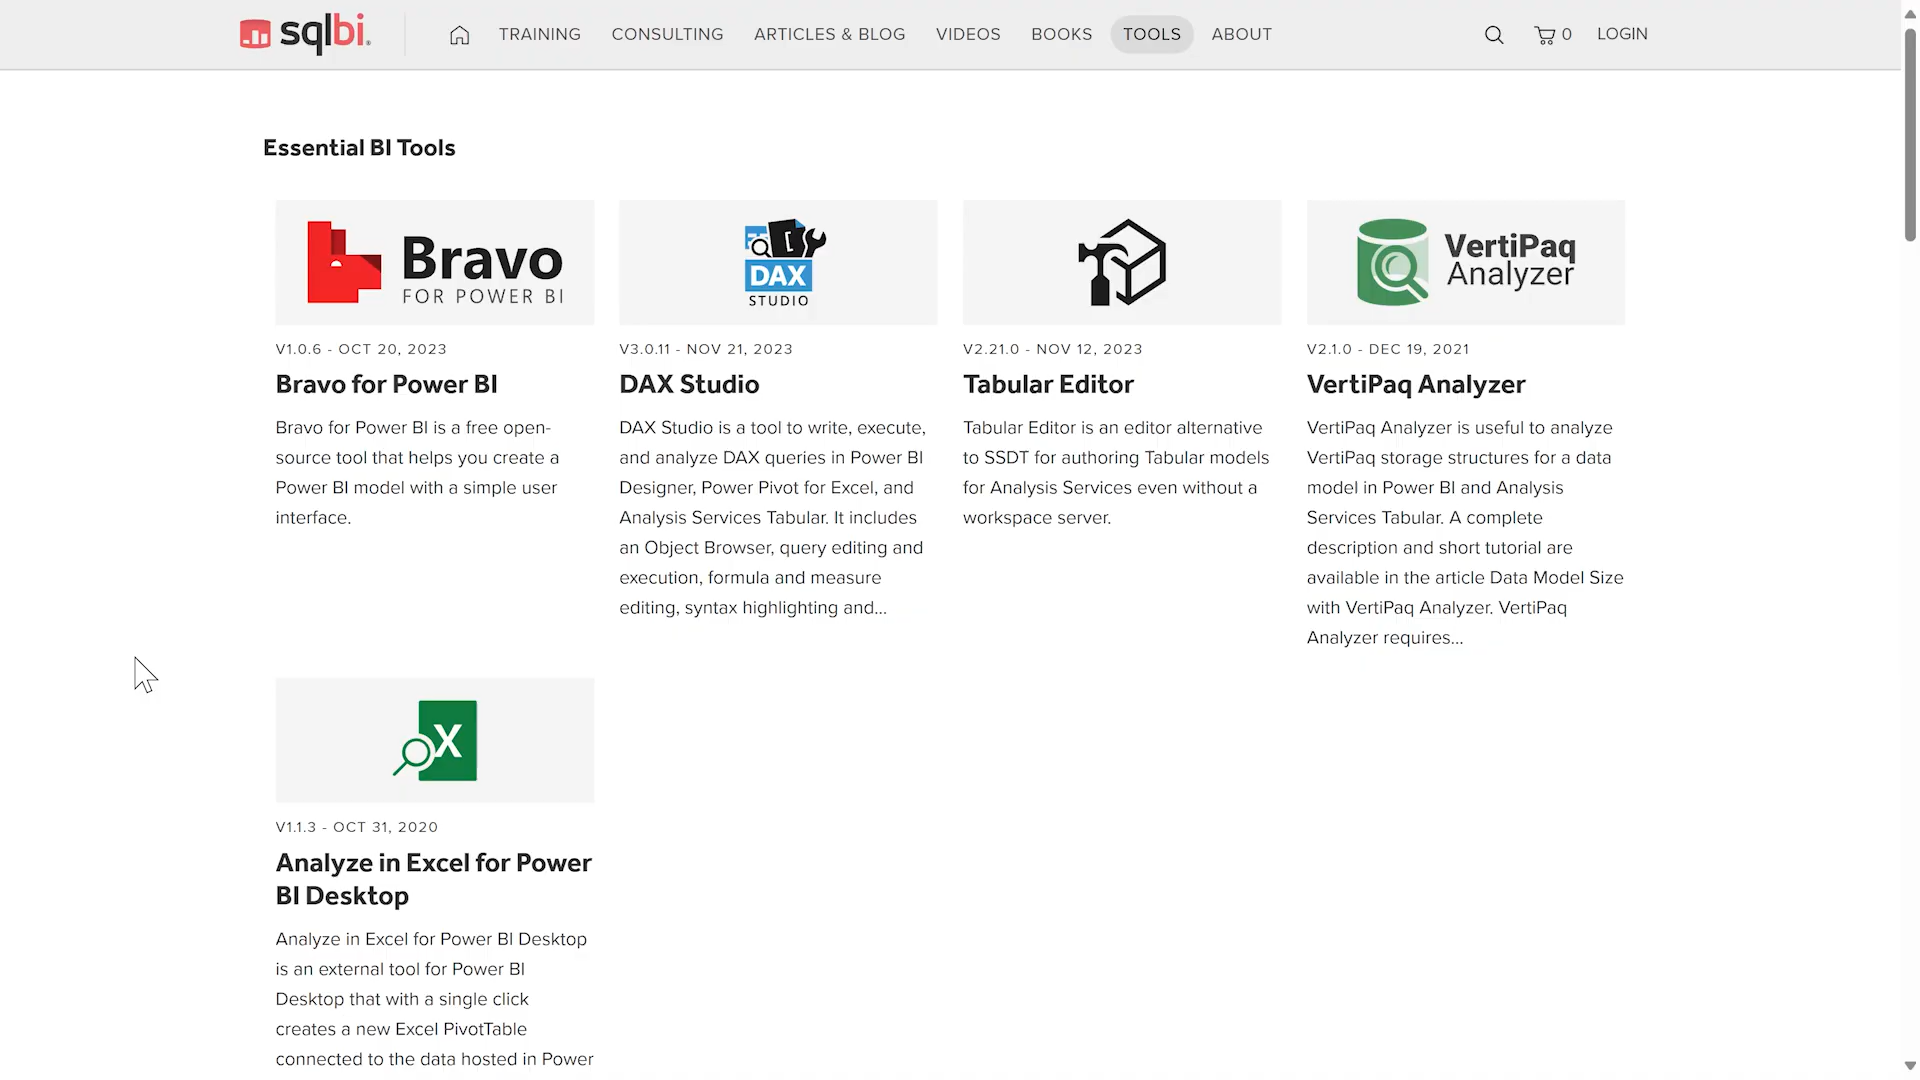 sqlbi.
TRAINING
CONSULTING
ARTICLES & BLOG
VIDEOS
BOOKS
TOOLS
ABOUT
0
LOGIN
Essential BI Tools
Bravo
FOR POWER BI
V1.0.6 - OCT 20, 2023
Bravo for Power BI
Bravo for Power BI is a free open-
source tool that helps you create a
Power BI model with a simple user
interface.
DAX
STUDIO
V3.0.11 - NOV 21, 2023
DAX Studio
DAX Studio is a tool to write, execute,
and analyze DAX queries in Power BI
Designer, Power Pivot for Excel, and
Analysis Services Tabular. It includes
an Object Browser, query editing and
execution, formula and measure
editing, syntax highlighting and...
V2.21.0 - NOV 12, 2023
Tabular Editor
Tabular Editor is an editor alternative
to SSDT for authoring Tabular models
for Analysis Services even without a
workspace server.
VertiPaq
Analyzer
V2.1.0 - DEC 19, 2021
VertiPaq Analyzer
VertiPaq Analyzer is useful to analyze
VertiPaq storage structures for a data
model in Power BI and Analysis
Services Tabular. A complete
description and short tutorial are
available in the article Data Model Size
with VertiPaq Analyzer. VertiPaq
Analyzer requires...
X
V1.1.3 - OCT 31, 2020
Analyze in Excel for Power
BI Desktop
Analyze in Excel for Power BI Desktop
is an external tool for Power BI
Desktop that with a single click
creates a new Excel PivotTable
connected to the data hosted in Power